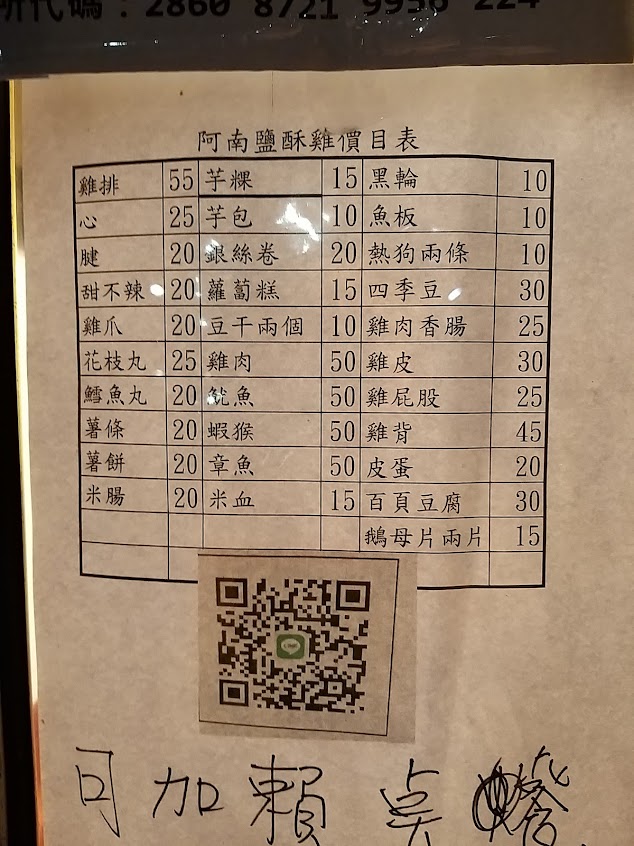 所代碼：2860 8721 9956 224
阿南鹽酥雞價目表
雞排 55 芋粿 15 黑輪 10
心 25 芋包 10 魚板 10
腱 20 銀絲卷 20 熱狗兩條 10
甜不辣 20 蘿蔔糕 15 四季豆 30
雞爪 20 豆干兩個 10 雞肉香腸 25
花枝丸 25 雞肉 50 雞皮 30
鱈魚丸 20 魷魚 50 雞屁股 25
薯條 20 蝦猴 50 雞背 45
薯餅 20 章魚 50 皮蛋 20
米腸 20 米血 15 百頁豆腐 30
鵝母片兩片 15
LINE
可加賴點餐